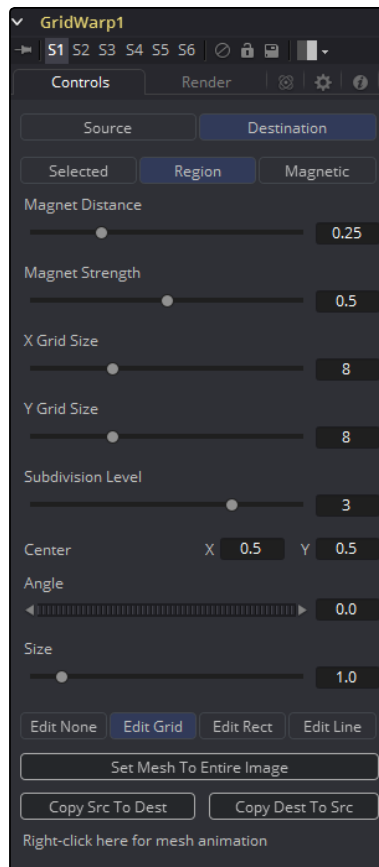 GridWarp1
S1 S2 S3 S4 S5 S6
Controls Render
Source Destination
Selected Region Magnetic
Magnet Distance
0.25
Magnet Strength
0.5
X Grid Size
8
Y Grid Size
8
Subdivision Level
3
Center X 0.5 Y 0.5
Angle
0.0
Size
1.0
Edit None Edit Grid Edit Rect Edit Line
Set Mesh To Entire Image
Copy Src To Dest Copy Dest To Src
Right-click here for mesh animation